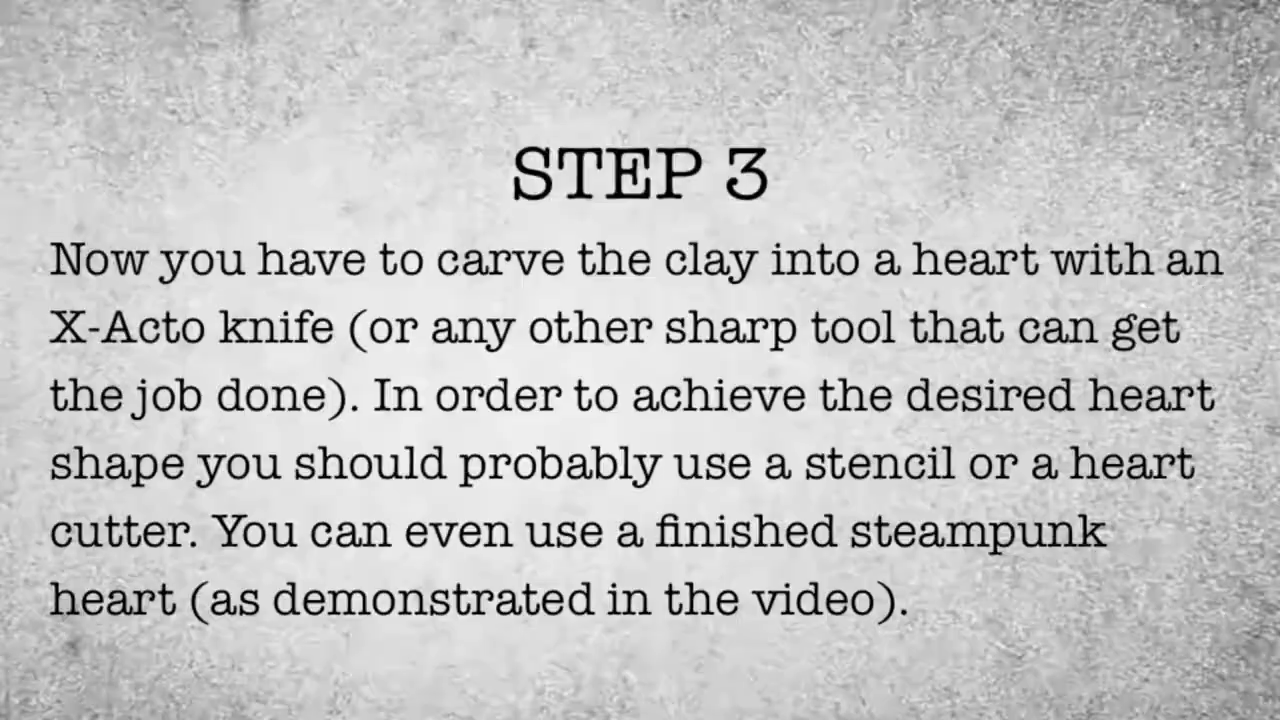 STEP 3
Now you have to carve the clay into a heart with an
X-Acto knife (or any other sharp tool that can get
the job done). In order to achieve the desired heart
shape you should probably use a stencil or a heart
cutter. You can even use a finished steampunk
heart (as demonstrated in the video).